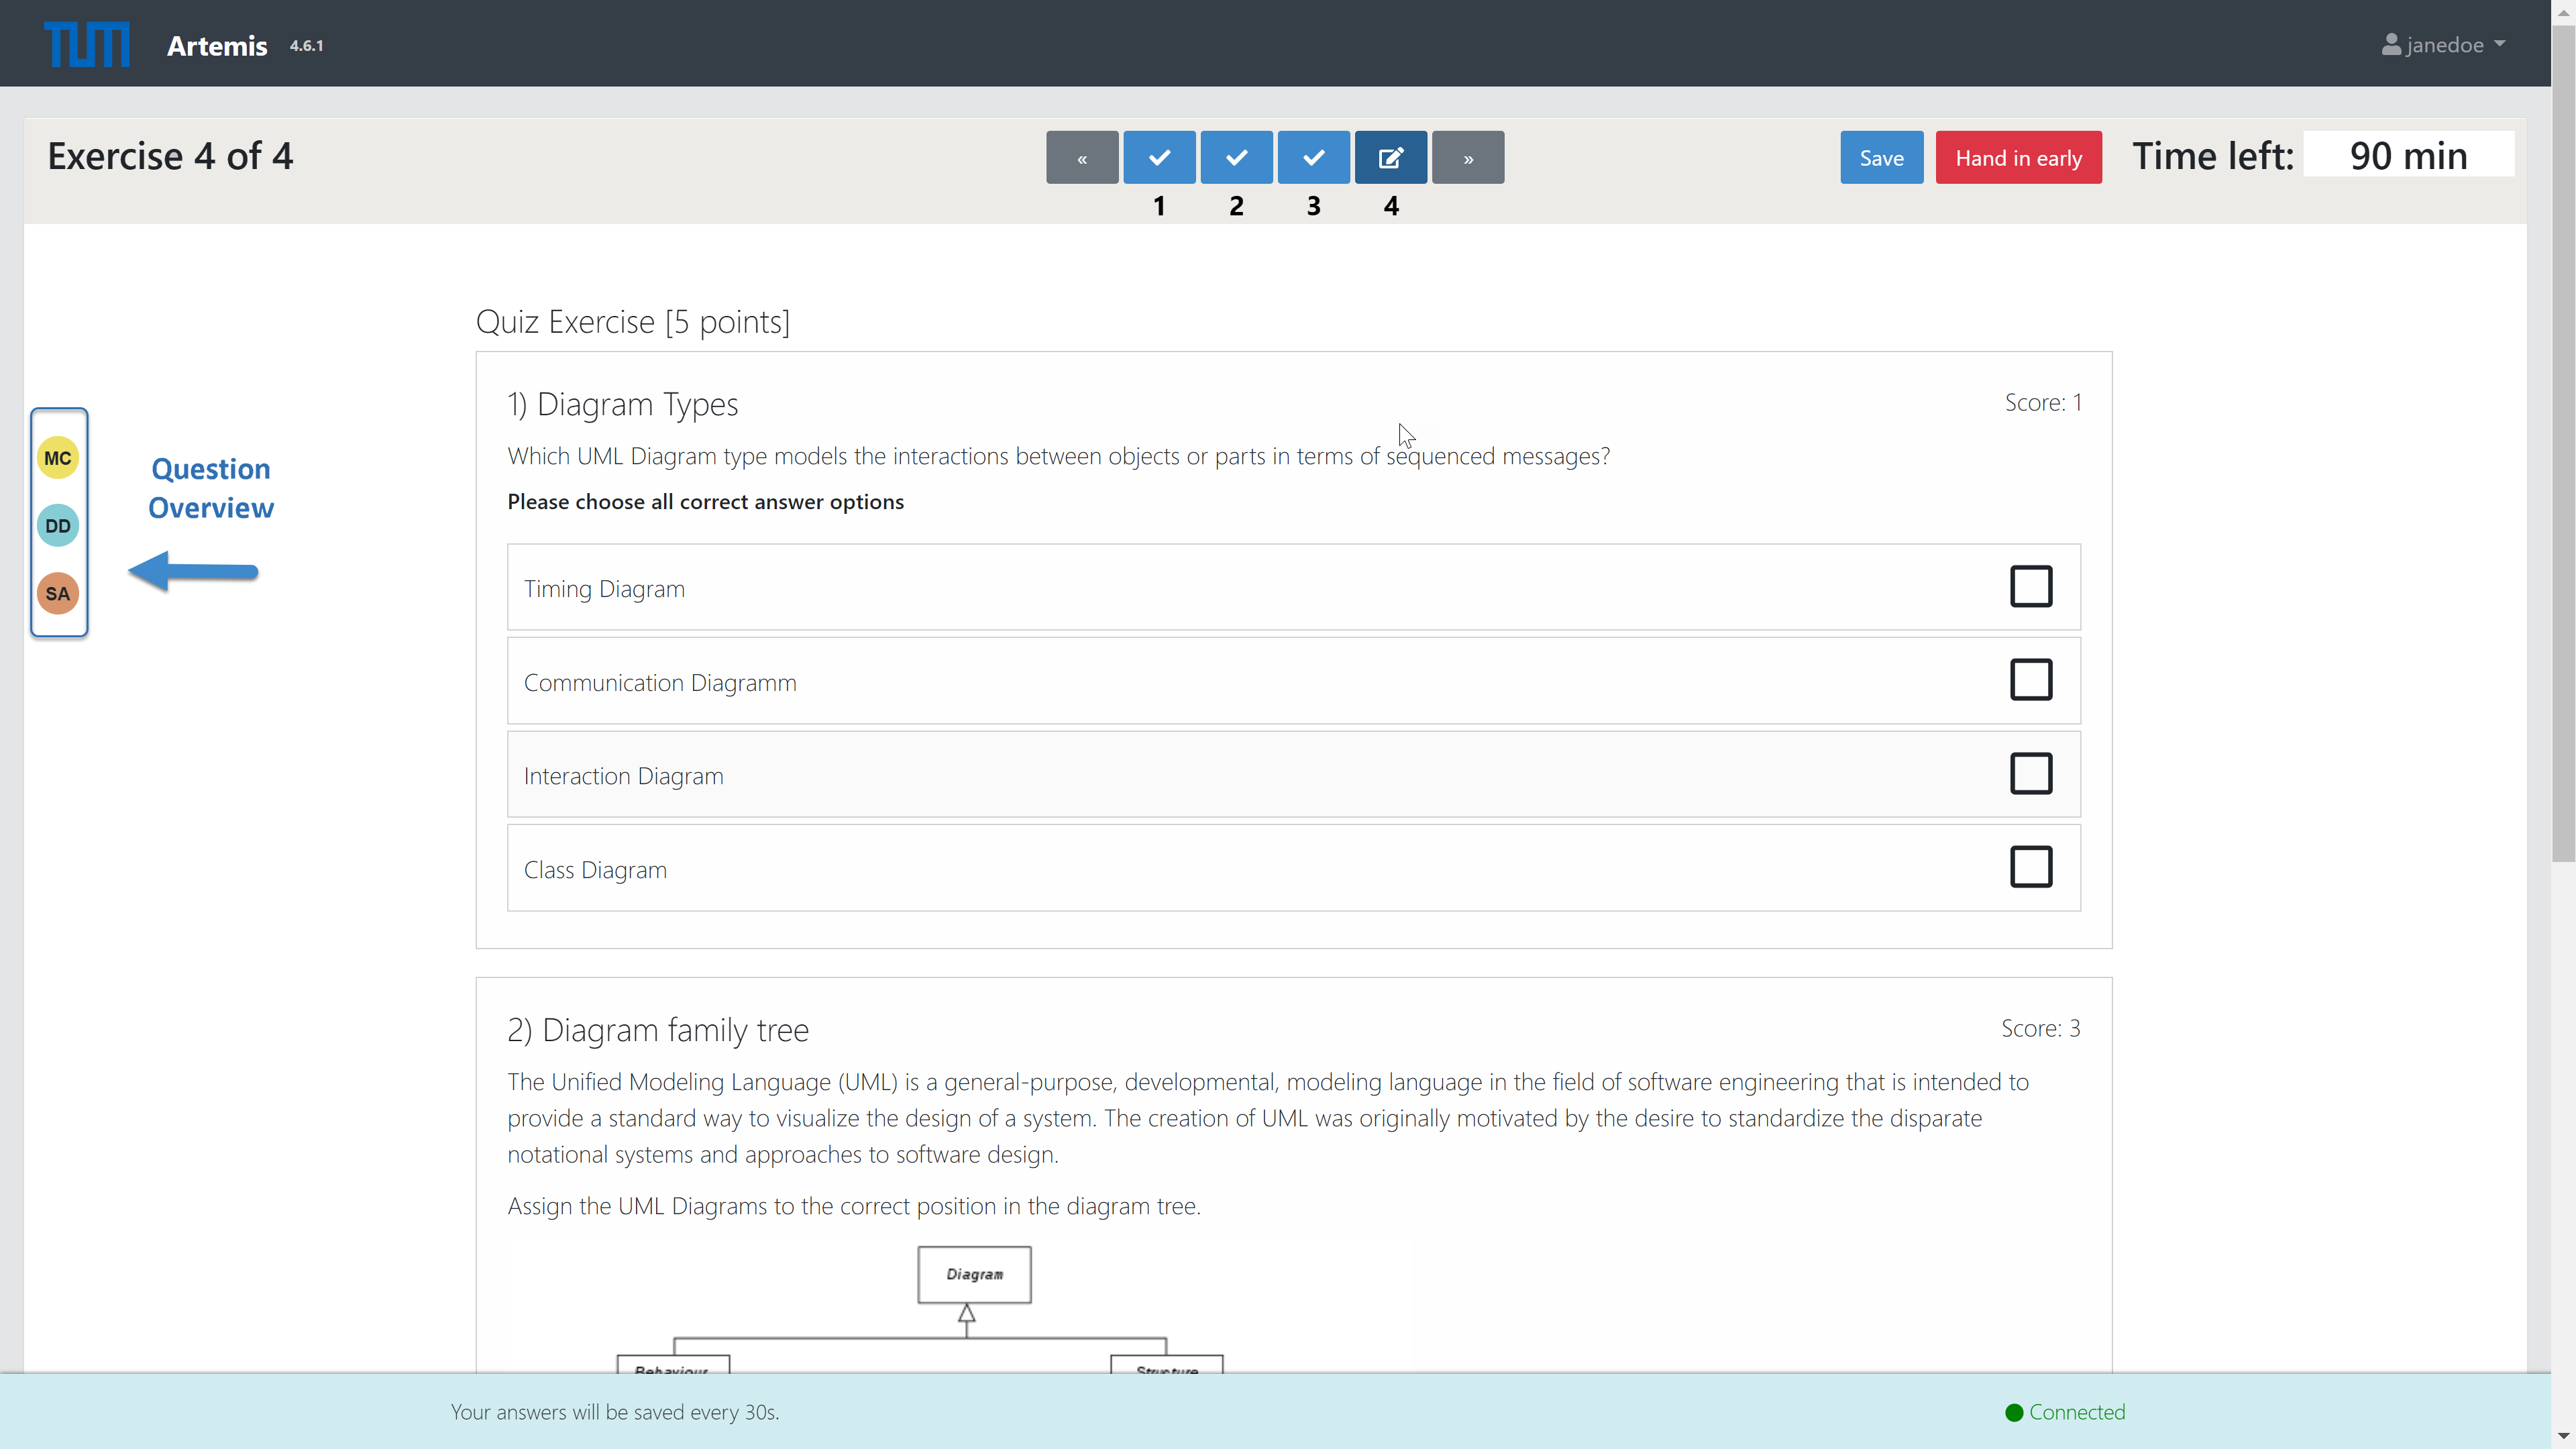 TUM Artemis 4.6.1 janedoe
Exercise 4 of 4 « » Save Hand in early Time left: 90 min
1 2 3 4
Quiz Exercise [5 points]
1) Diagram Types Score: 1
Which UML Diagram type models the interactions between objects or parts in terms of sequenced messages?
Please choose all correct answer options
Timing Diagram
Communication Diagramm
Interaction Diagram
Class Diagram
MC
DD
SA
Question
Overview
2) Diagram family tree Score: 3
The Unified Modeling Language (UML) is a general-purpose, developmental, modeling language in the field of software engineering that is intended to
provide a standard way to visualize the design of a system. The creation of UML was originally motivated by the desire to standardize the disparate
notational systems and approaches to software design.
Assign the UML Diagrams to the correct position in the diagram tree.
Diagram
Behaviour Structure
Your answers will be saved every 30s. Connected